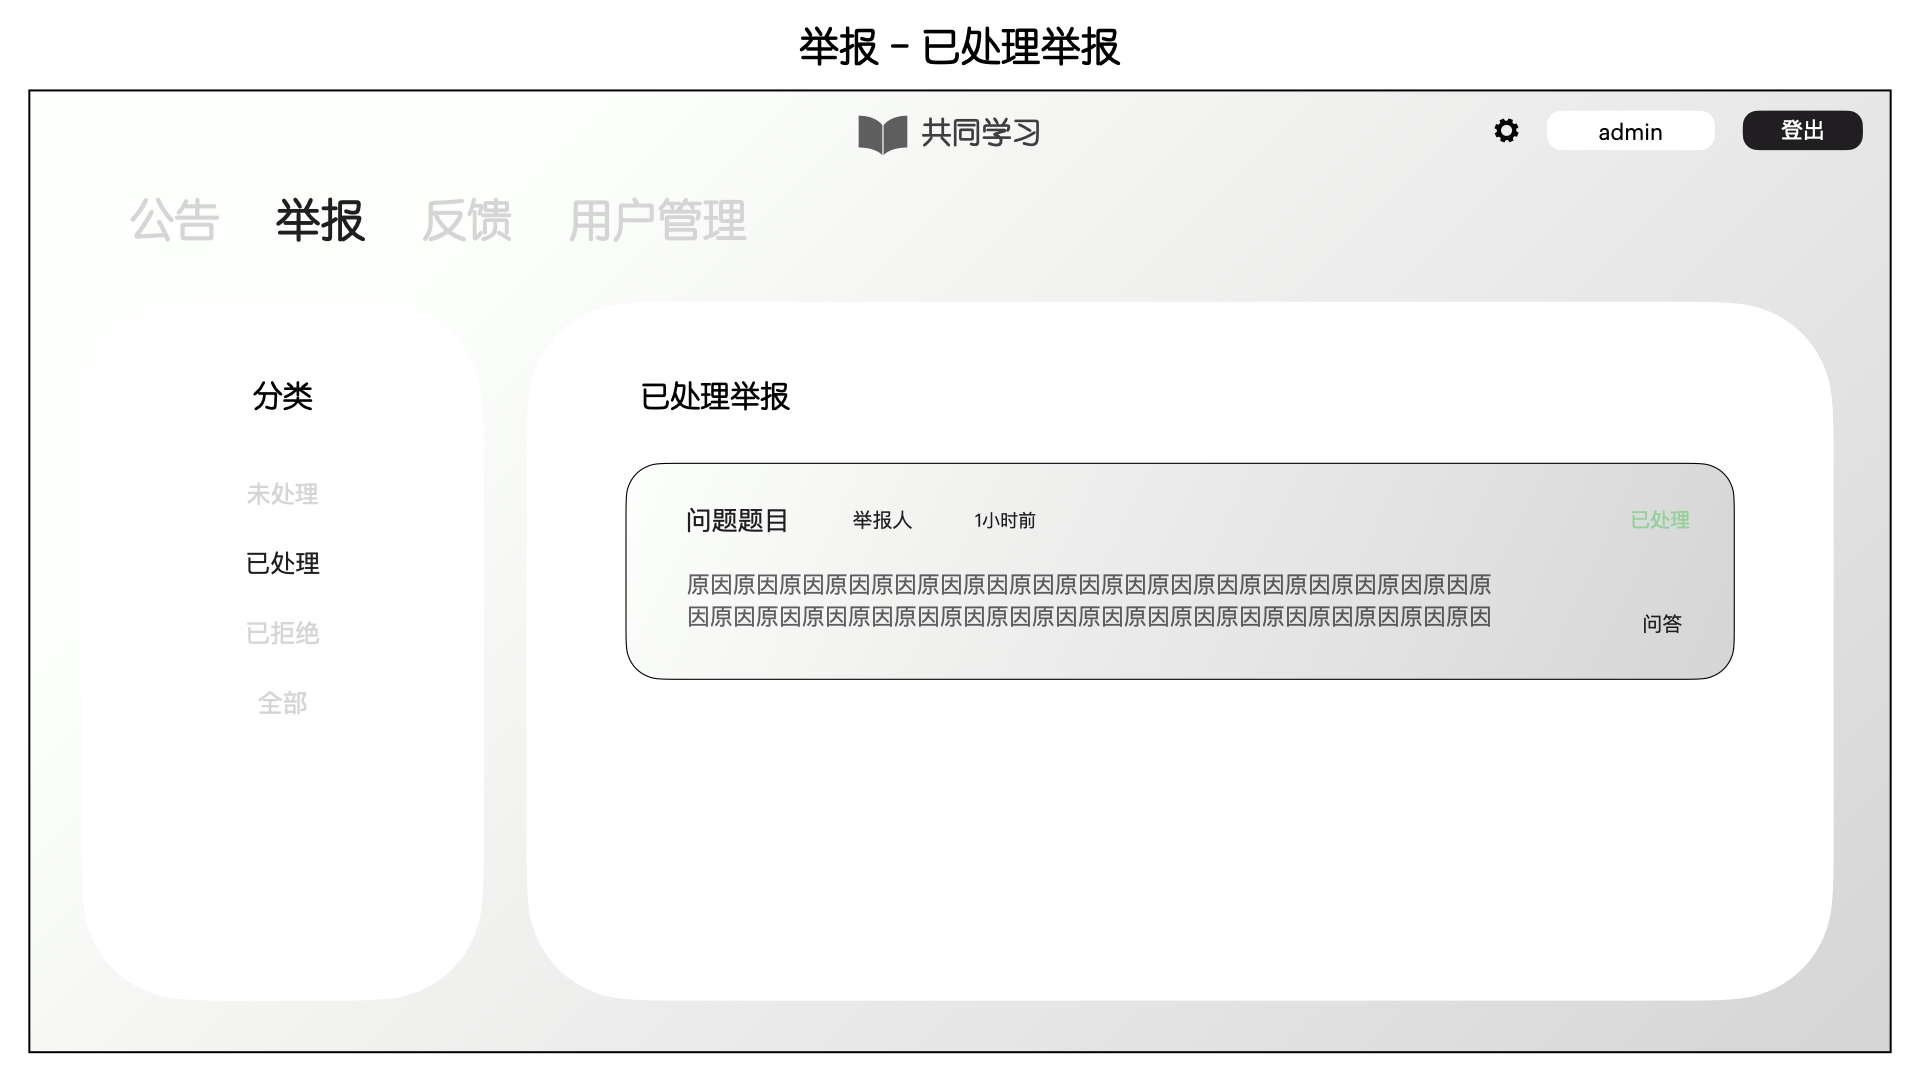 举报 - 已处理举报
共同学习
admin
登出
公告 举报 反馈 用户管理
分类
未处理
已处理
已拒绝
全部
已处理举报
问题题目 举报人 1小时前 已处理
原因原因原因原因原因原因原因原因原因原因原因原因原因原因原因原因原因原
因原因原因原因原因原因原因原因原因原因原因原因原因原因原因原因原因原因
问答